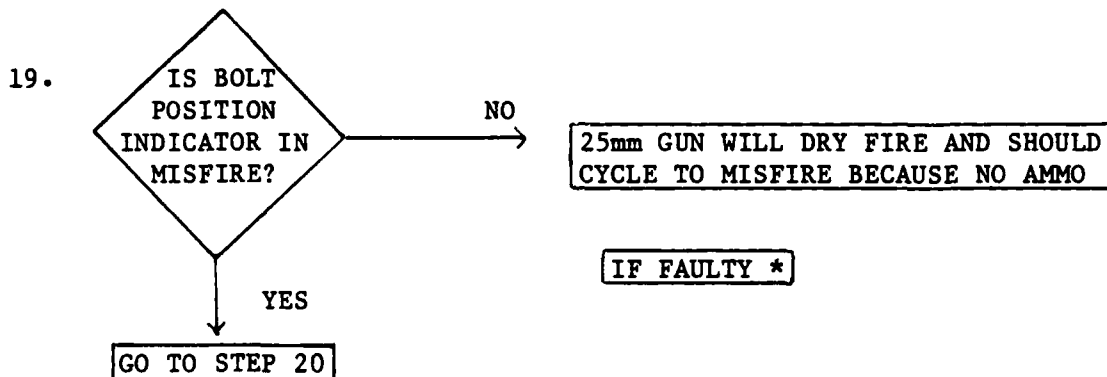 19.
IS BOLT
POSITION
INDICATOR IN
MISFIRE?
NO
25mm GUN WILL DRY FIRE AND SHOULD
CYCLE TO MISFIRE BECAUSE NO AMMO
IF FAULTY *
YES
GO TO STEP 20